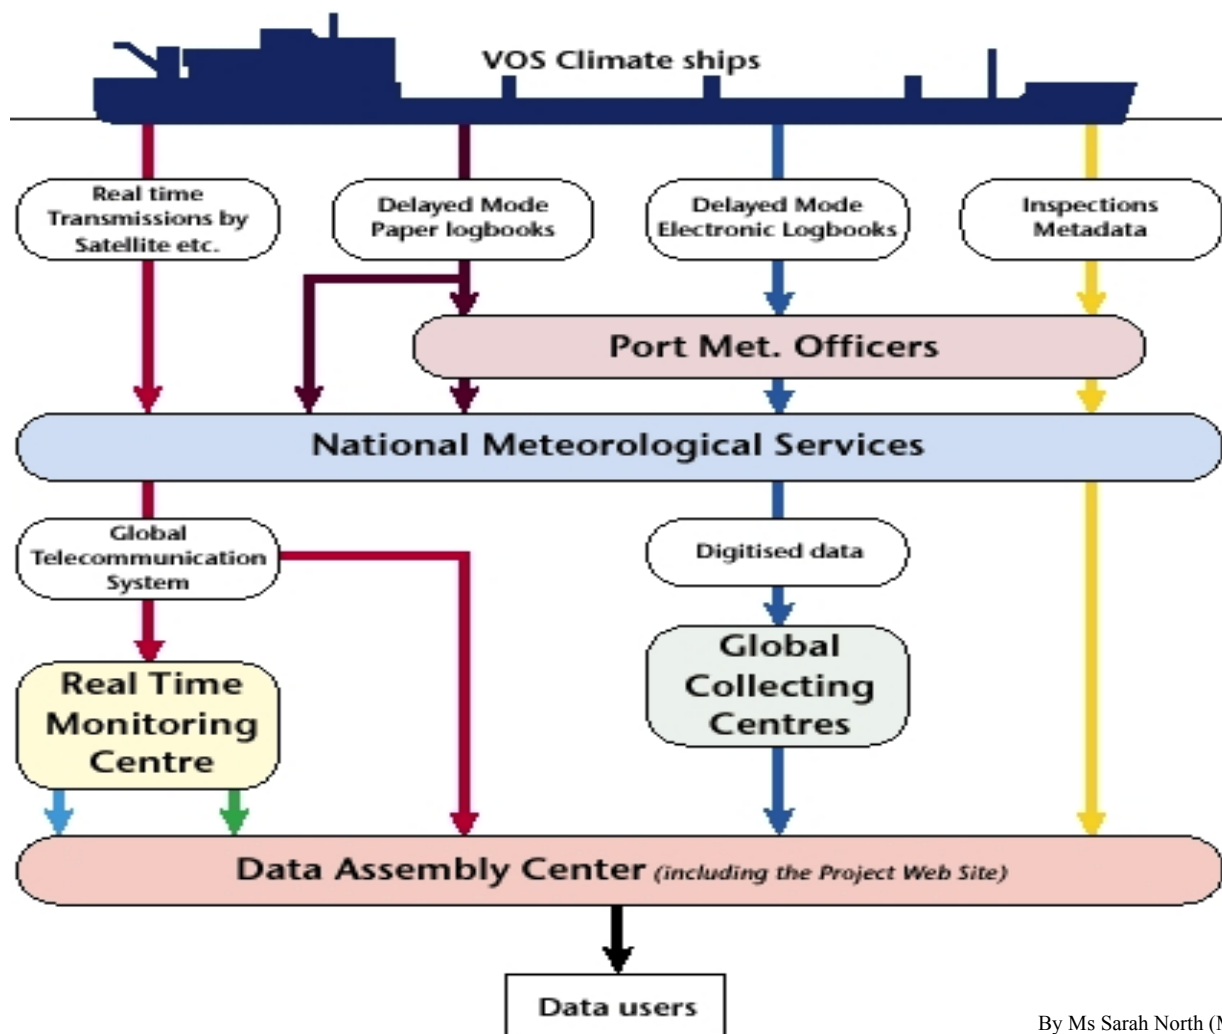 VOS Climate ships
Real time
Transmissions by
Satellite etc.
Delayed Mode
Paper logbooks
Delayed Mode
Electronic Logbooks
Inspections
Metadata
Port Met. Officers
National Meteorological Services
Global
Telecommunication
System
Digitised data
Real Time
Monitoring
Centre
Global
Collecting
Centres
Data Assembly Center (including the Project Web Site)
Data users
By Ms Sarah North (